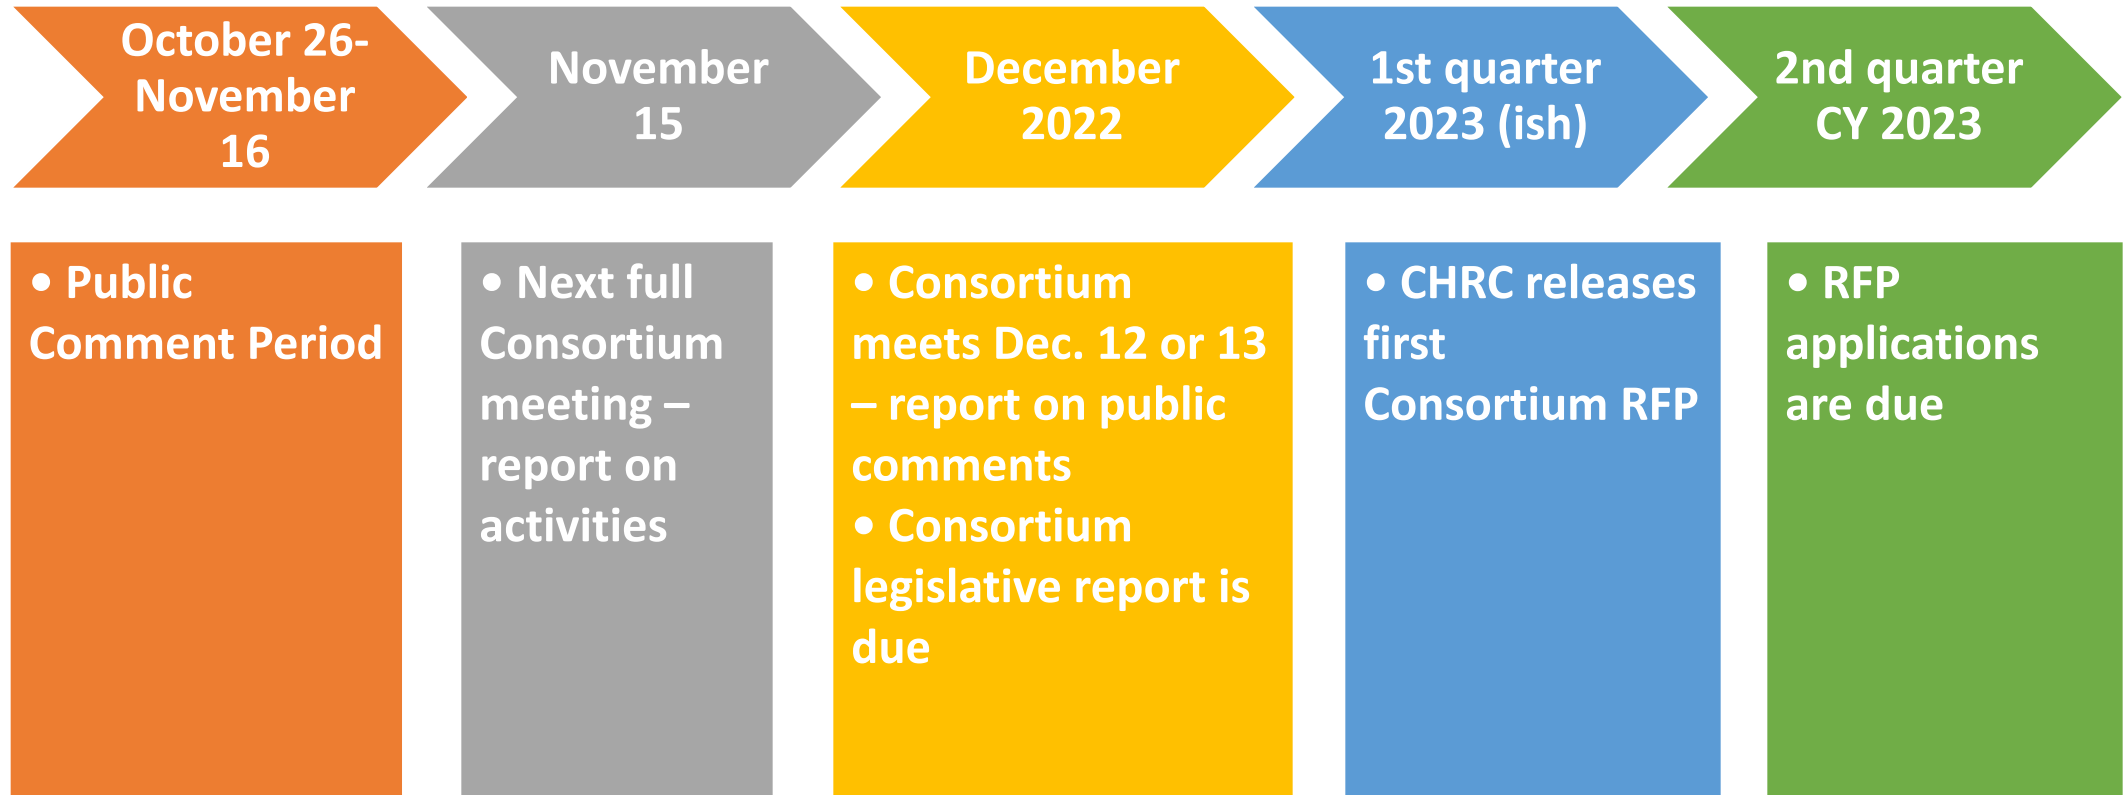 October 26-
November
16
November
15
December
2022
1st quarter
2023 (ish)
2nd quarter
CY 2023
• Public
Comment Period
• Next full
Consortium
meeting –
report on
activities
• Consortium
meets Dec. 12 or 13
– report on public
comments
• Consortium
legislative report is
due
• CHRC releases
first
Consortium RFP
• RFP
applications
are due